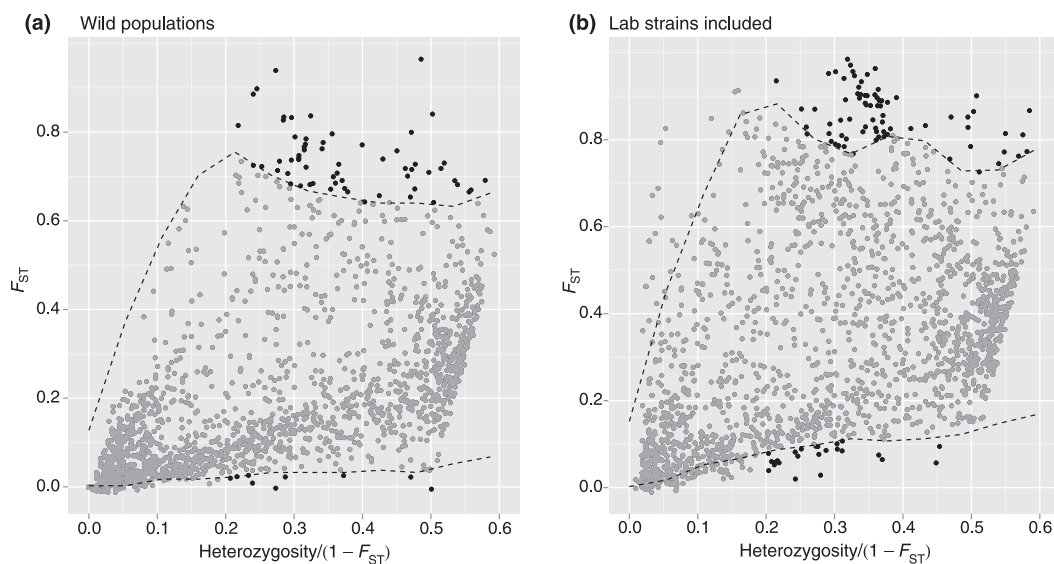 (a) Wild populations
F_ST
0.8
0.6
0.4
0.2
0.0
0.0 0.1 0.2 0.3 0.4 0.5 0.6
Heterozygosity/(1 − F_ST)
(b) Lab strains included
F_ST
0.8
0.6
0.4
0.2
0.0
0.0 0.1 0.2 0.3 0.4 0.5 0.6
Heterozygosity/(1 − F_ST)